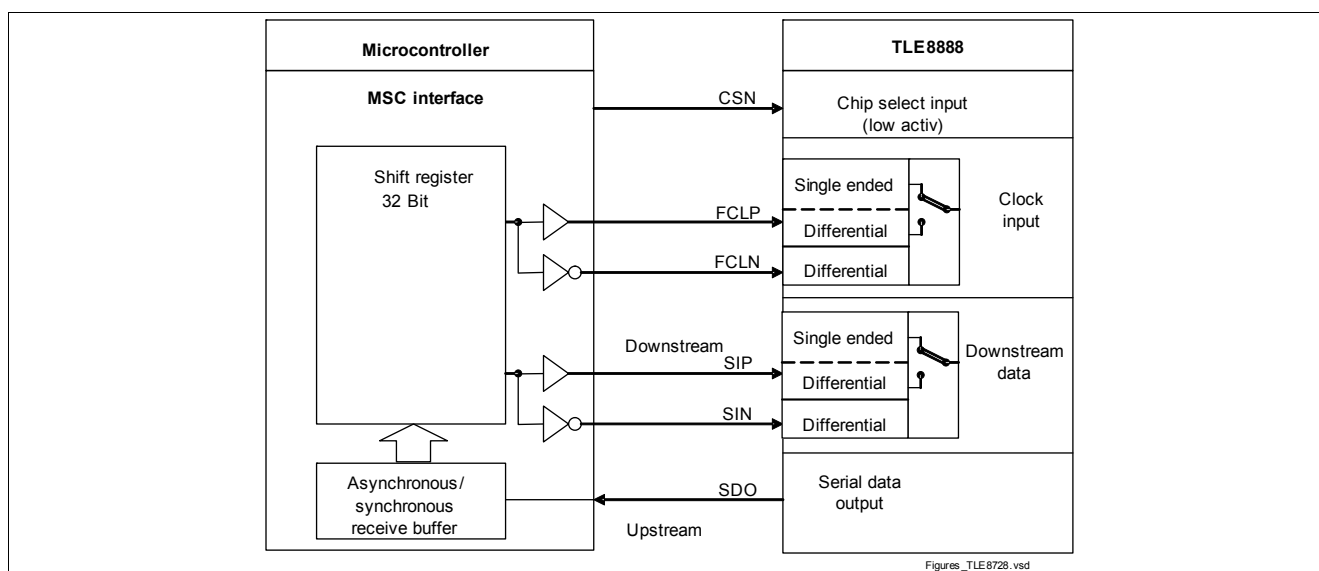 Microcontroller
TLE8888
MSC interface
CSN
Chip select input
(low activ)
Shift register
32 Bit
FCLP
FCLN
Single ended
Differential
Differential
Clock
input
Downstream
SIP
SIN
Single ended
Differential
Differential
Downstream
data
Asynchronous/
synchronous
receive buffer
SDO
Upstream
Serial data
output
Figures_TLE8728.vsd